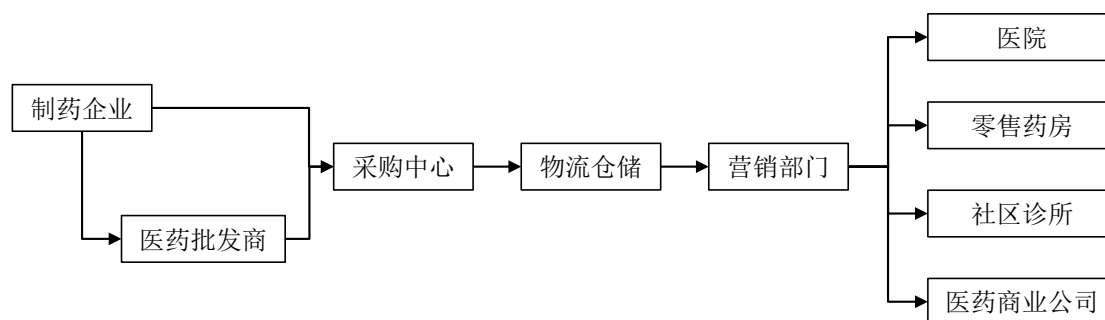 制药企业
医药批发商
采购中心
物流仓储
营销部门
医院
零售药房
社区诊所
医药商业公司